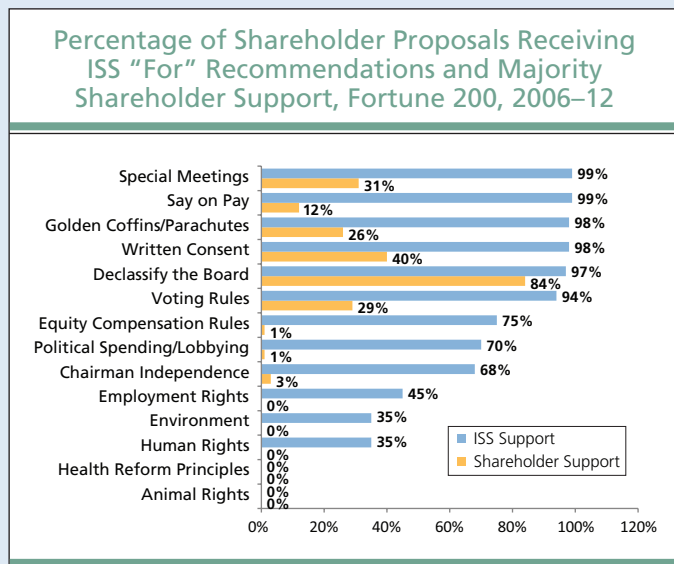 Percentage of Shareholder Proposals Receiving
ISS “For” Recommendations and Majority
Shareholder Support, Fortune 200, 2006–12
Special Meetings 99%
31%
Say on Pay 99%
12%
Golden Coffins/Parachutes 98%
26%
Written Consent 98%
40%
Declassify the Board 97%
84%
Voting Rules 94%
29%
Equity Compensation Rules 75%
1%
Political Spending/Lobbying 70%
1%
Chairman Independence 68%
3%
Employment Rights 45%
0%
Environment 35%
0%
Human Rights 35%
0%
Health Reform Principles 0%
0%
Animal Rights 0%
0%
ISS Support
Shareholder Support
0% 20% 40% 60% 80% 100% 120%